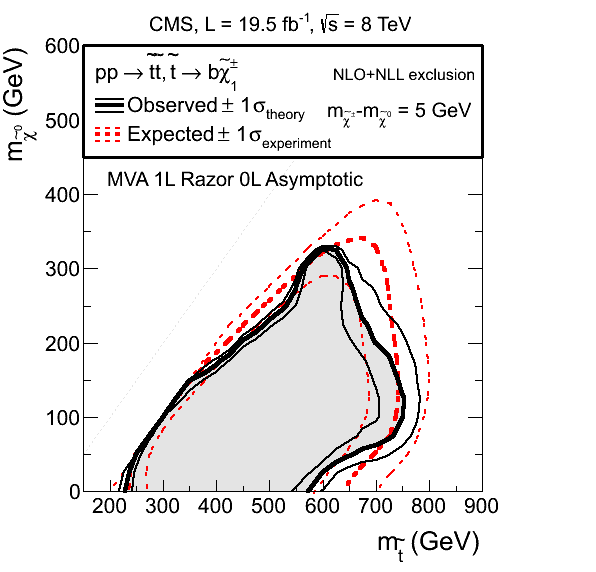 CMS, L = 19.5 fb⁻¹, √s = 8 TeV
m_χ̃⁰ (GeV)
600
500
400
300
200
100
0
pp → t̃t̃, t̃ → bχ̃₁^±
NLO+NLL exclusion
Observed ± 1σ_theory
m_χ̃^± - m_χ̃⁰ = 5 GeV
Expected ± 1σ_experiment
MVA 1L Razor 0L Asymptotic
200 300 400 500 600 700 800 900
m_t̃ (GeV)